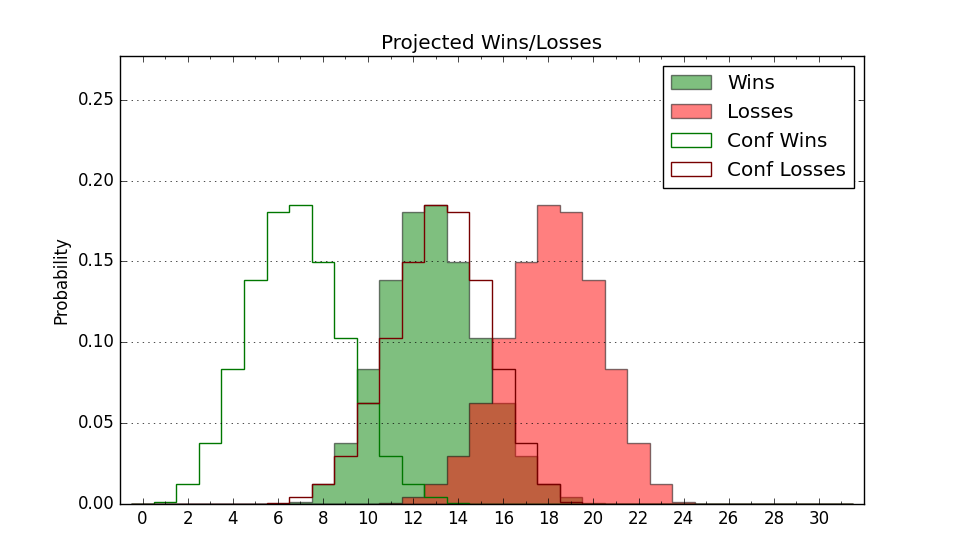 Projected Wins/Losses
Wins
Losses
Conf Wins
Conf Losses
Probability
0.25
0.20
0.15
0.10
0.05
0.00
0 2 4 6 8 10 12 14 16 18 20 22 24 26 28 30